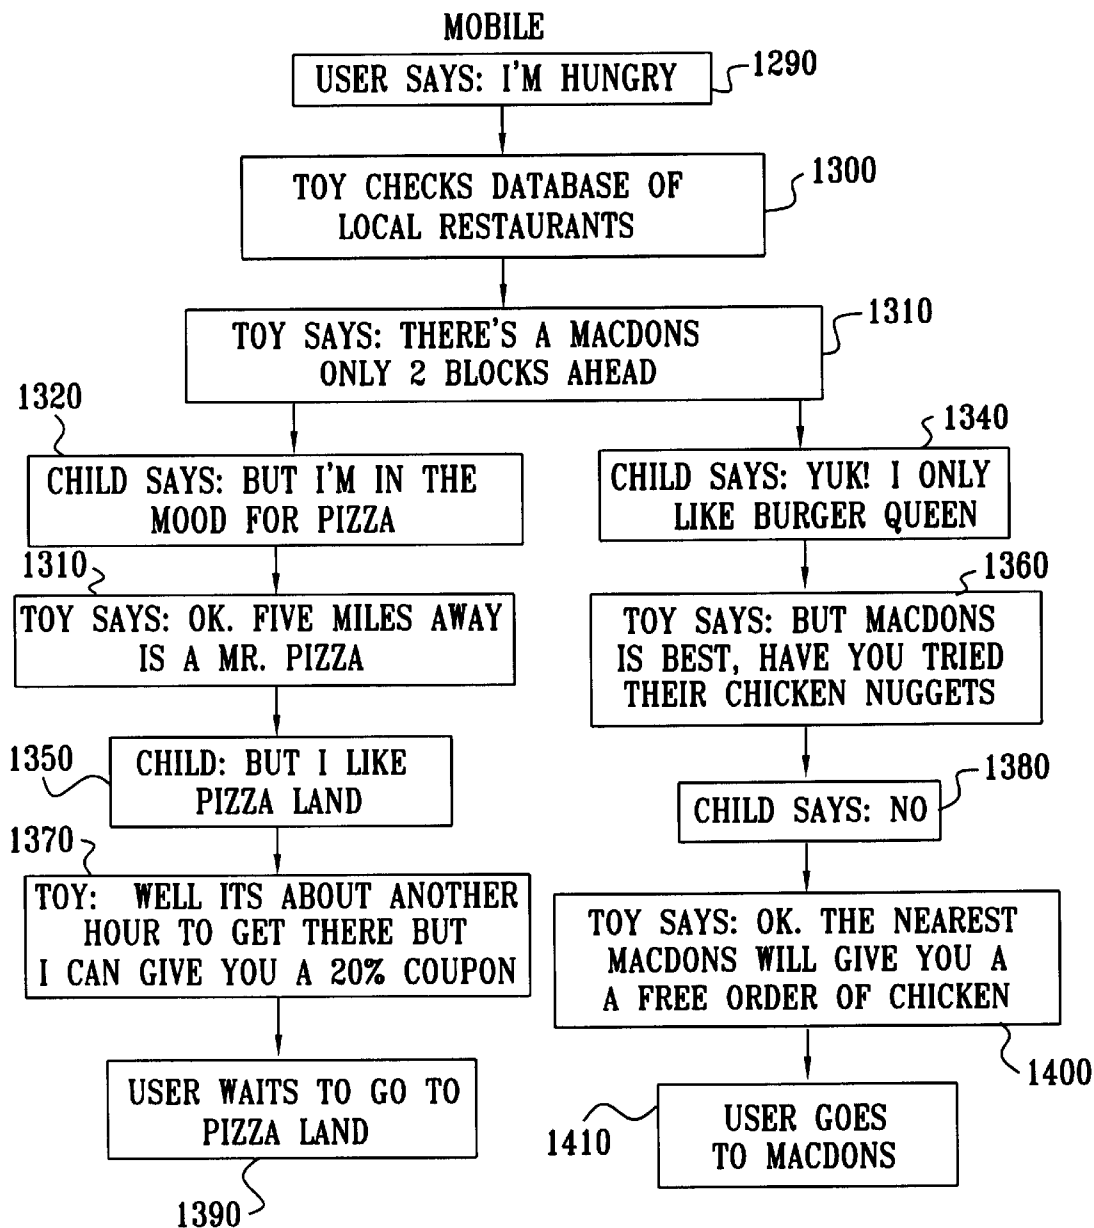 MOBILE
USER SAYS: I'M HUNGRY
1290
TOY CHECKS DATABASE OF
LOCAL RESTAURANTS
1300
TOY SAYS: THERE'S A MACDONS
ONLY 2 BLOCKS AHEAD
1310
1320
CHILD SAYS: BUT I'M IN THE
MOOD FOR PIZZA
1310
TOY SAYS: OK. FIVE MILES AWAY
IS A MR. PIZZA
1350
CHILD: BUT I LIKE
PIZZA LAND
1370
TOY: WELL ITS ABOUT ANOTHER
HOUR TO GET THERE BUT
I CAN GIVE YOU A 20% COUPON
USER WAITS TO GO TO
PIZZA LAND
1390
1340
CHILD SAYS: YUK! I ONLY
LIKE BURGER QUEEN
1360
TOY SAYS: BUT MACDONS
IS BEST, HAVE YOU TRIED
THEIR CHICKEN NUGGETS
1380
CHILD SAYS: NO
TOY SAYS: OK. THE NEAREST
MACDONS WILL GIVE YOU A
A FREE ORDER OF CHICKEN
1400
1410
USER GOES
TO MACDONS